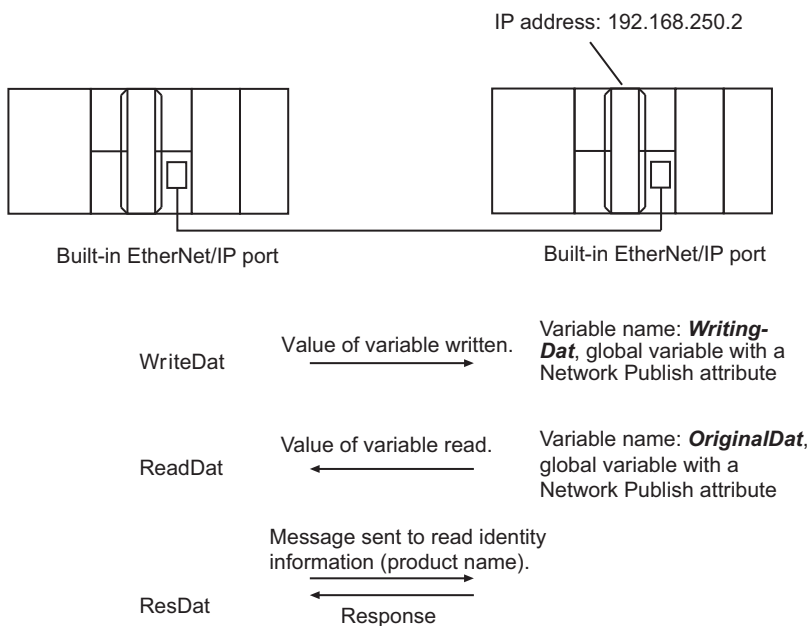 IP address: 192.168.250.2
Built-in EtherNet/IP port
Built-in EtherNet/IP port
WriteDat
Value of variable written.
Variable name: Writing-
Dat, global variable with a
Network Publish attribute
ReadDat
Value of variable read.
Variable name: OriginalDat,
global variable with a
Network Publish attribute
Message sent to read identity
information (product name).
ResDat
Response